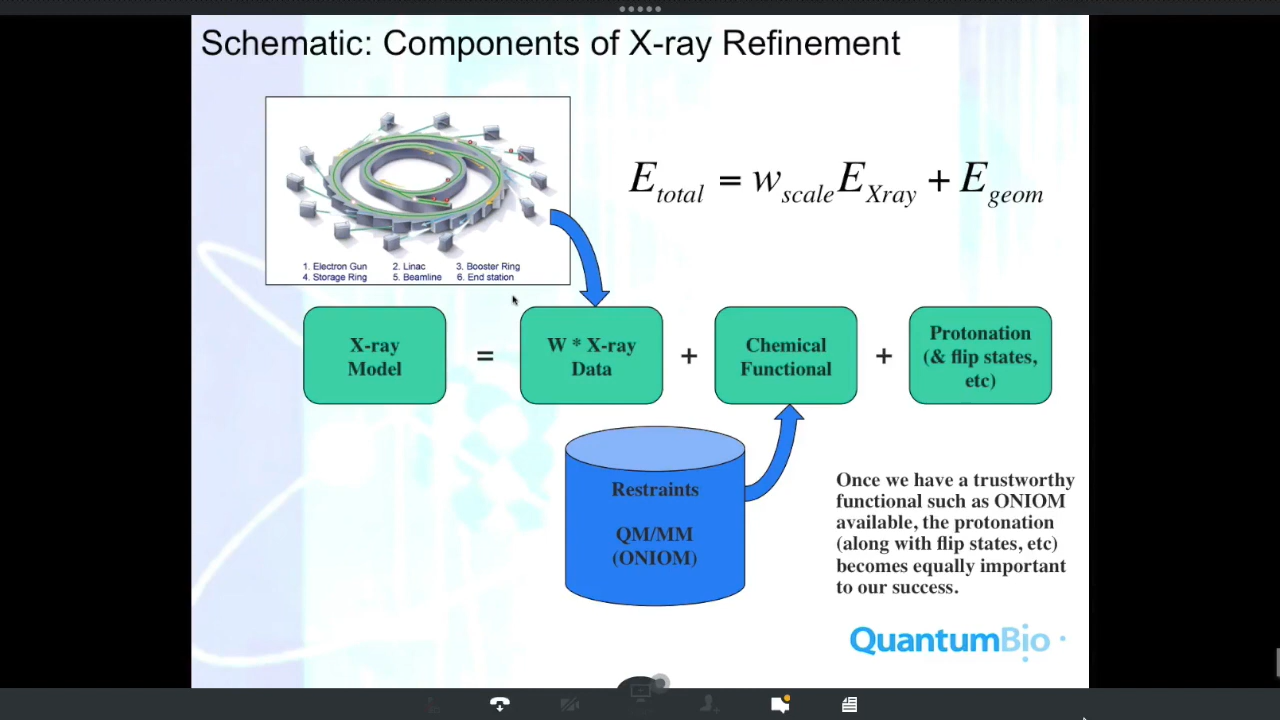 Schematic: Components of X-ray Refinement
E_total = w_scale E_Xray + E_geom
1. Electron Gun 2. Linac 3. Booster Ring
4. Storage Ring 5. Beamline 6. End station
X-ray
Model
=
W * X-ray
Data
+
Chemical
Functional
+
Protonation
(& flip states,
etc)
Restraints
QM/MM
(ONIOM)
Once we have a trustworthy
functional such as ONIOM
available, the protonation
(along with flip states, etc)
becomes equally important
to our success.
QuantumBio